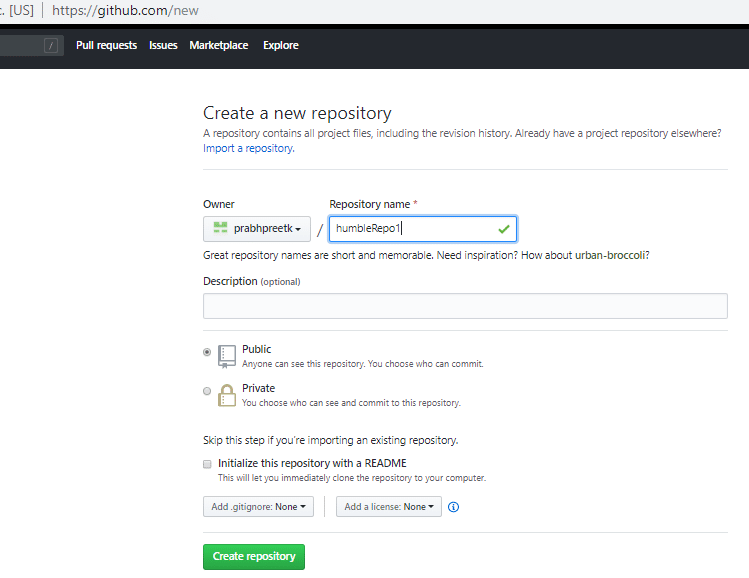 c. [US] https://github.com/new
/ Pull requests Issues Marketplace Explore
Create a new repository
A repository contains all project files, including the revision history. Already have a project repository elsewhere?
Import a repository.
Owner Repository name *
prabhpreetk / humbleRepo1
Great repository names are short and memorable. Need inspiration? How about urban-broccoli?
Description (optional)
Public
Anyone can see this repository. You choose who can commit.
Private
You choose who can see and commit to this repository.
Skip this step if you're importing an existing repository.
Initialize this repository with a README
This will let you immediately clone the repository to your computer.
Add .gitignore: None Add a license: None i
Create repository